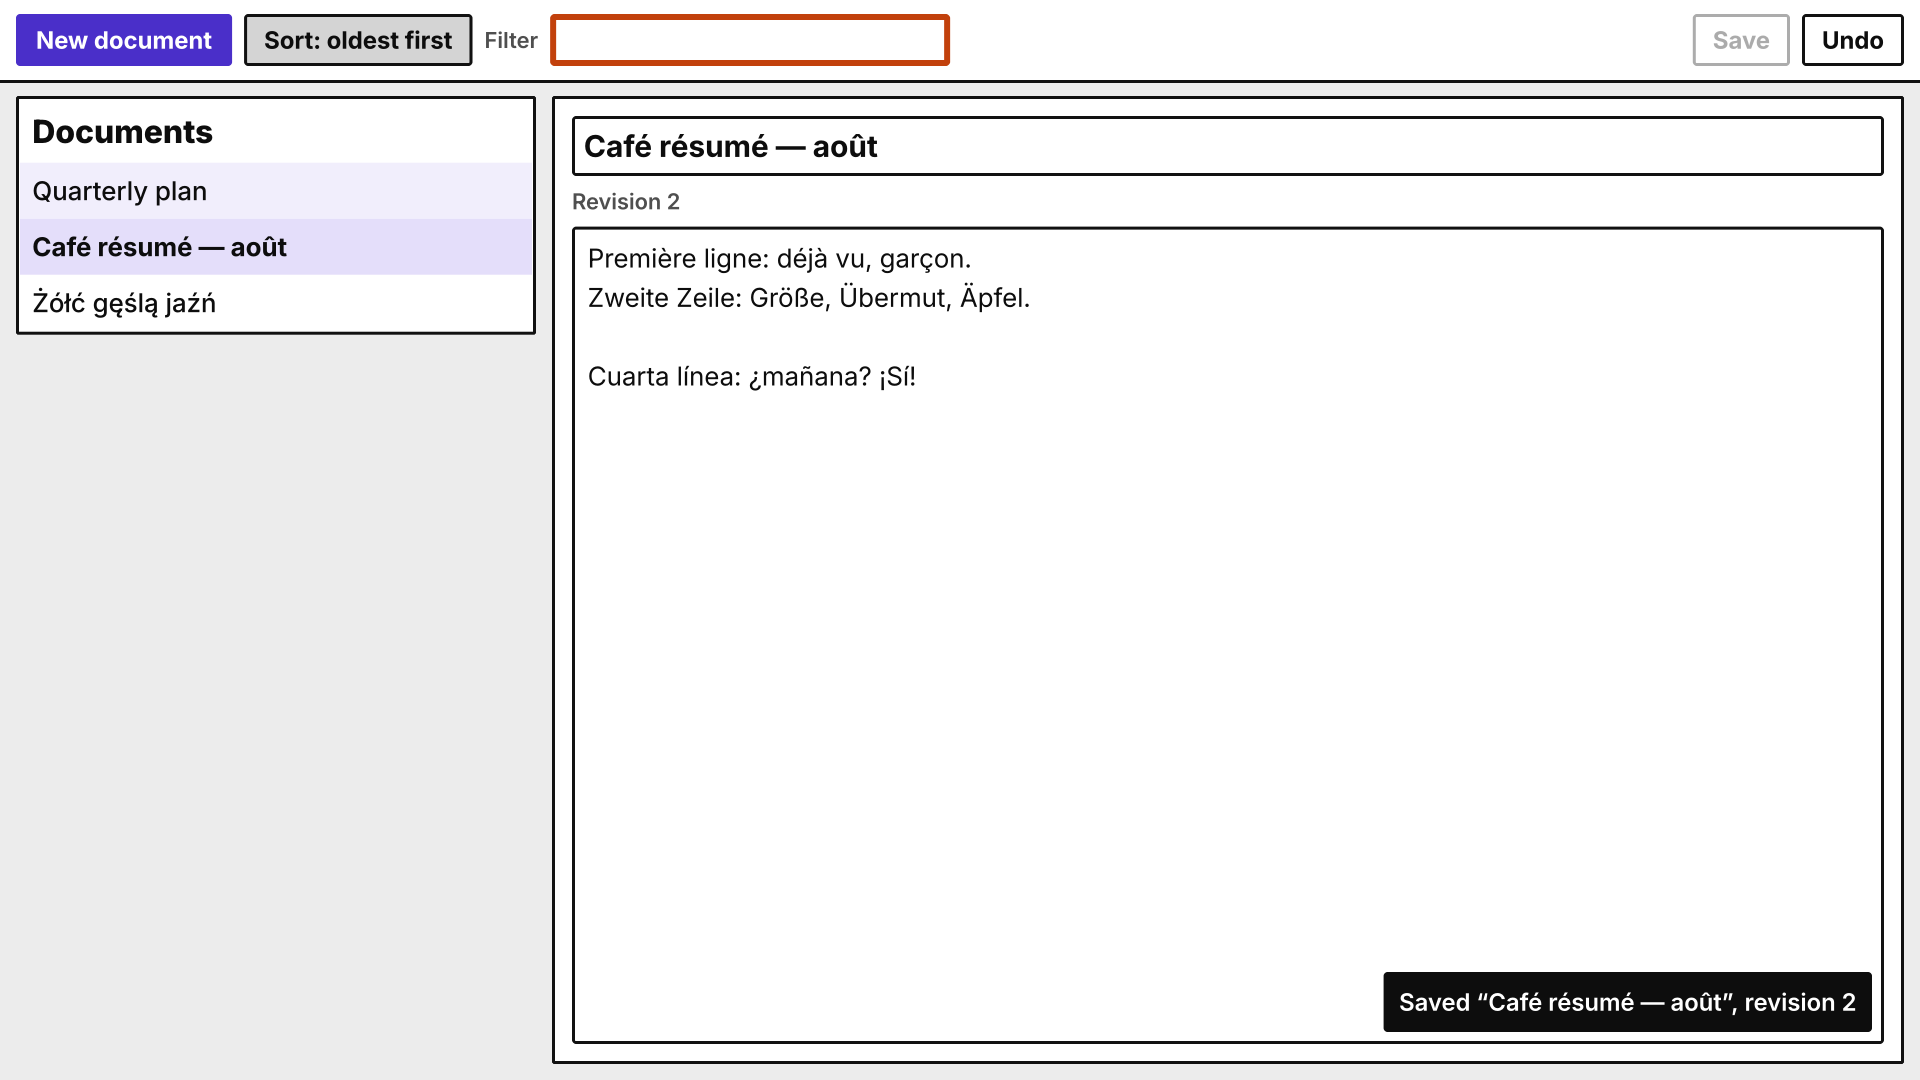 New document
Sort: oldest first
Filter
Save
Undo
Documents
Quarterly plan
Café résumé — août
Żółć gęślą jaźń
Café résumé — août
Revision 2
Première ligne: déjà vu, garçon.
Zweite Zeile: Größe, Übermut, Äpfel.
Cuarta línea: ¿mañana? ¡Sí!
Saved “Café résumé — août”, revision 2